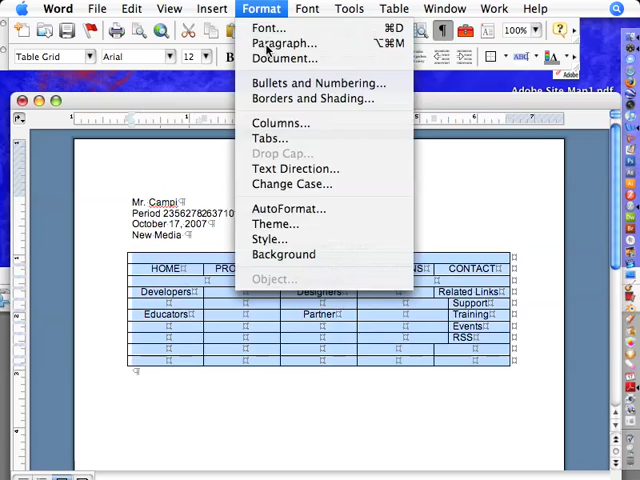 Word File Edit View Insert Format Font Tools Table Window Work Help
Font... ⌘D
Paragraph... ⌥⌘M
Document...
Bullets and Numbering...
Borders and Shading...
Columns...
Tabs...
Drop Cap...
Text Direction...
Change Case...
AutoFormat...
Theme...
Style...
Background
Object...
100%
Table Grid Arial 12 B
Adobe
Adobe Site Map1.pdf
Mr. Campi
October 17, 2007
New Media
HOME CONTACT
Developers Designers Related Links
Support
Educators Partner Training
Events
RSS